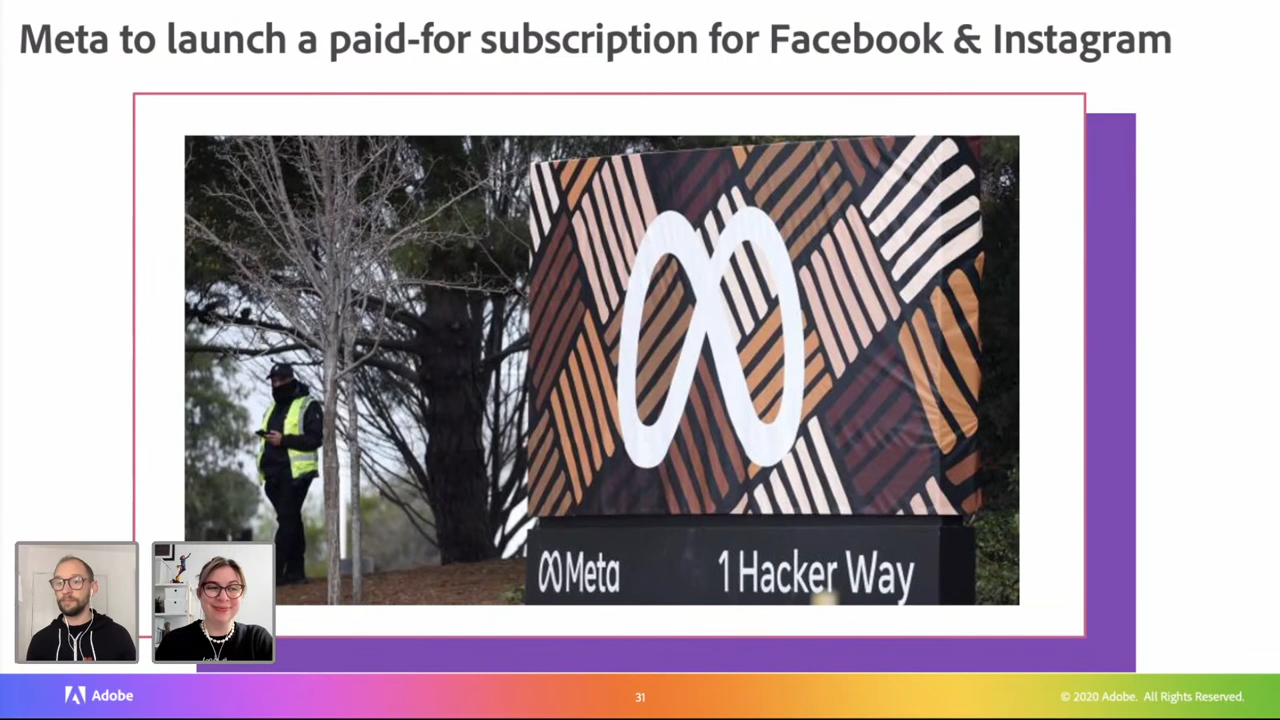 Meta to launch a paid-for subscription for Facebook & Instagram
Meta
1 Hacker Way
Adobe
31
© 2020 Adobe. All Rights Reserved.